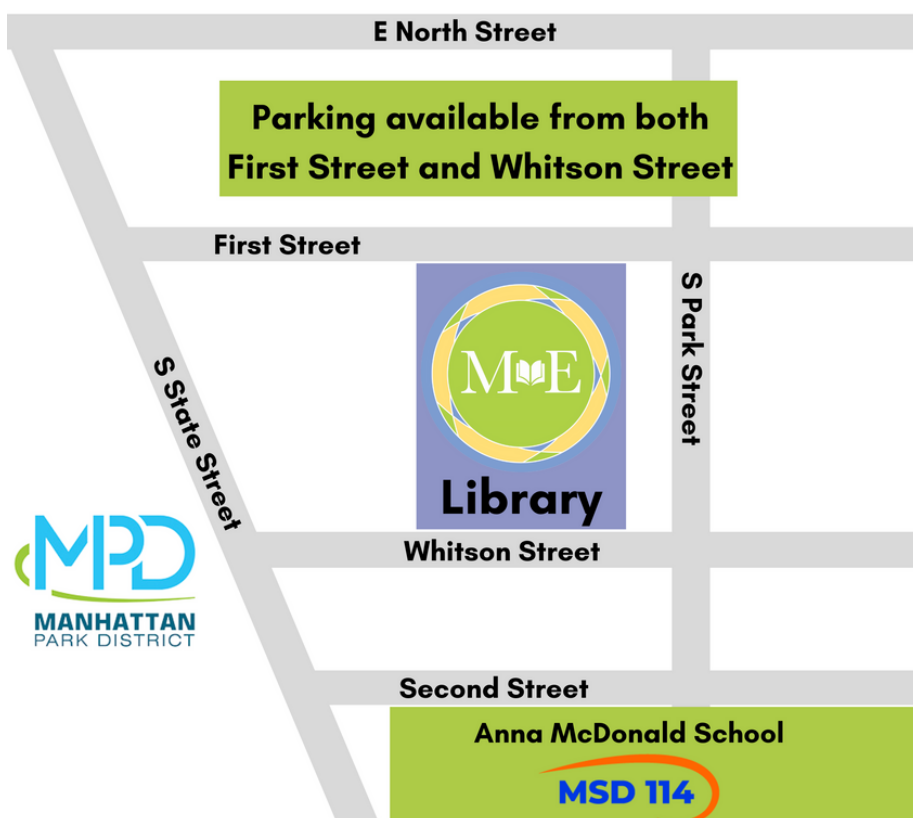 E North Street
Parking available from both
First Street and Whitson Street
First Street
S Park Street
M E
S State Street
Library
MPD
MANHATTAN
PARK DISTRICT
Whitson Street
Second Street
Anna McDonald School
MSD 114